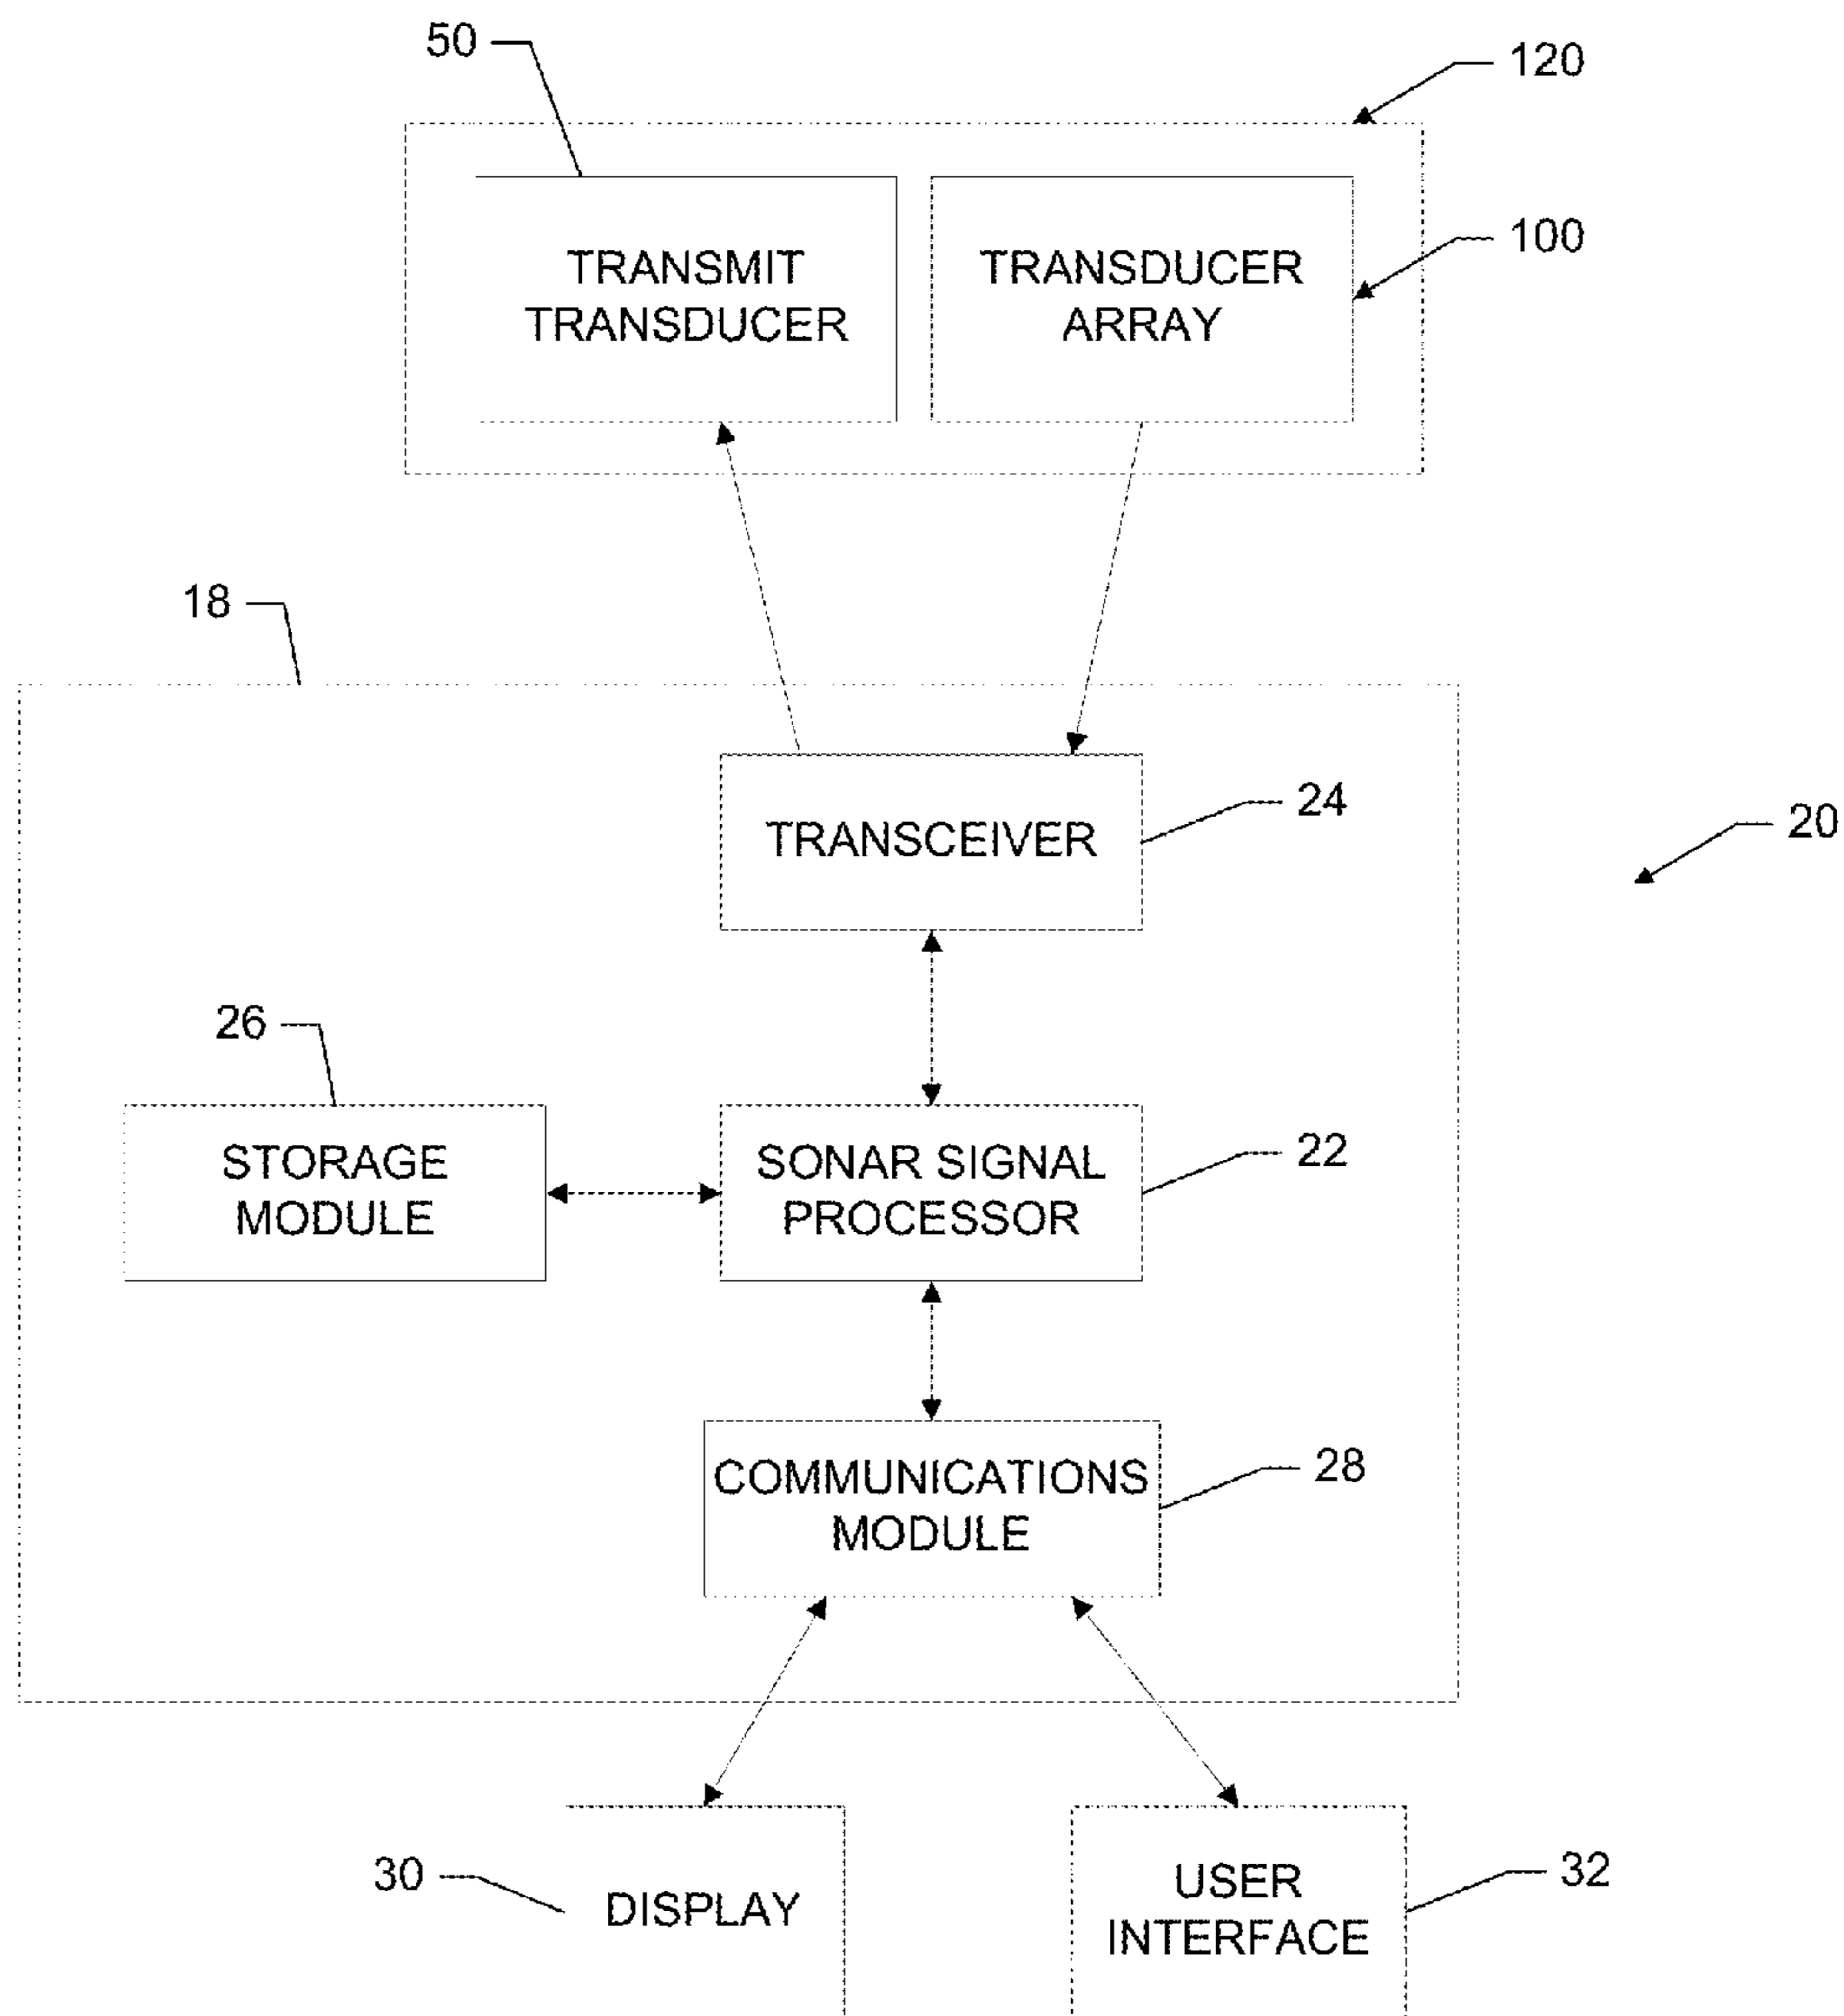 50
120
TRANSMIT
TRANSDUCER
TRANSDUCER
ARRAY
100
18
TRANSCEIVER
24
20
26
STORAGE
MODULE
SONAR SIGNAL
PROCESSOR
22
COMMUNICATIONS
MODULE
28
30
DISPLAY
USER
INTERFACE
32